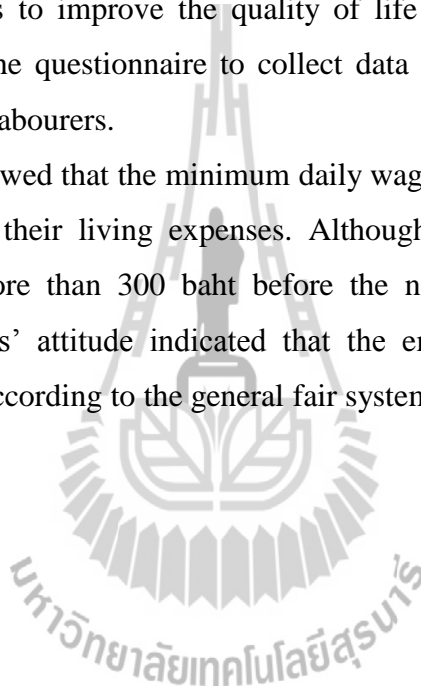 s to improve the quality of life
ne questionnaire to collect data
abourers.
wed that the minimum daily wag
their living expenses. Although
ore than 300 baht before the n
s’ attitude indicated that the e
ccording to the general fair system
มหาวิทยาลัยเทคโนโลยีสุรนารี